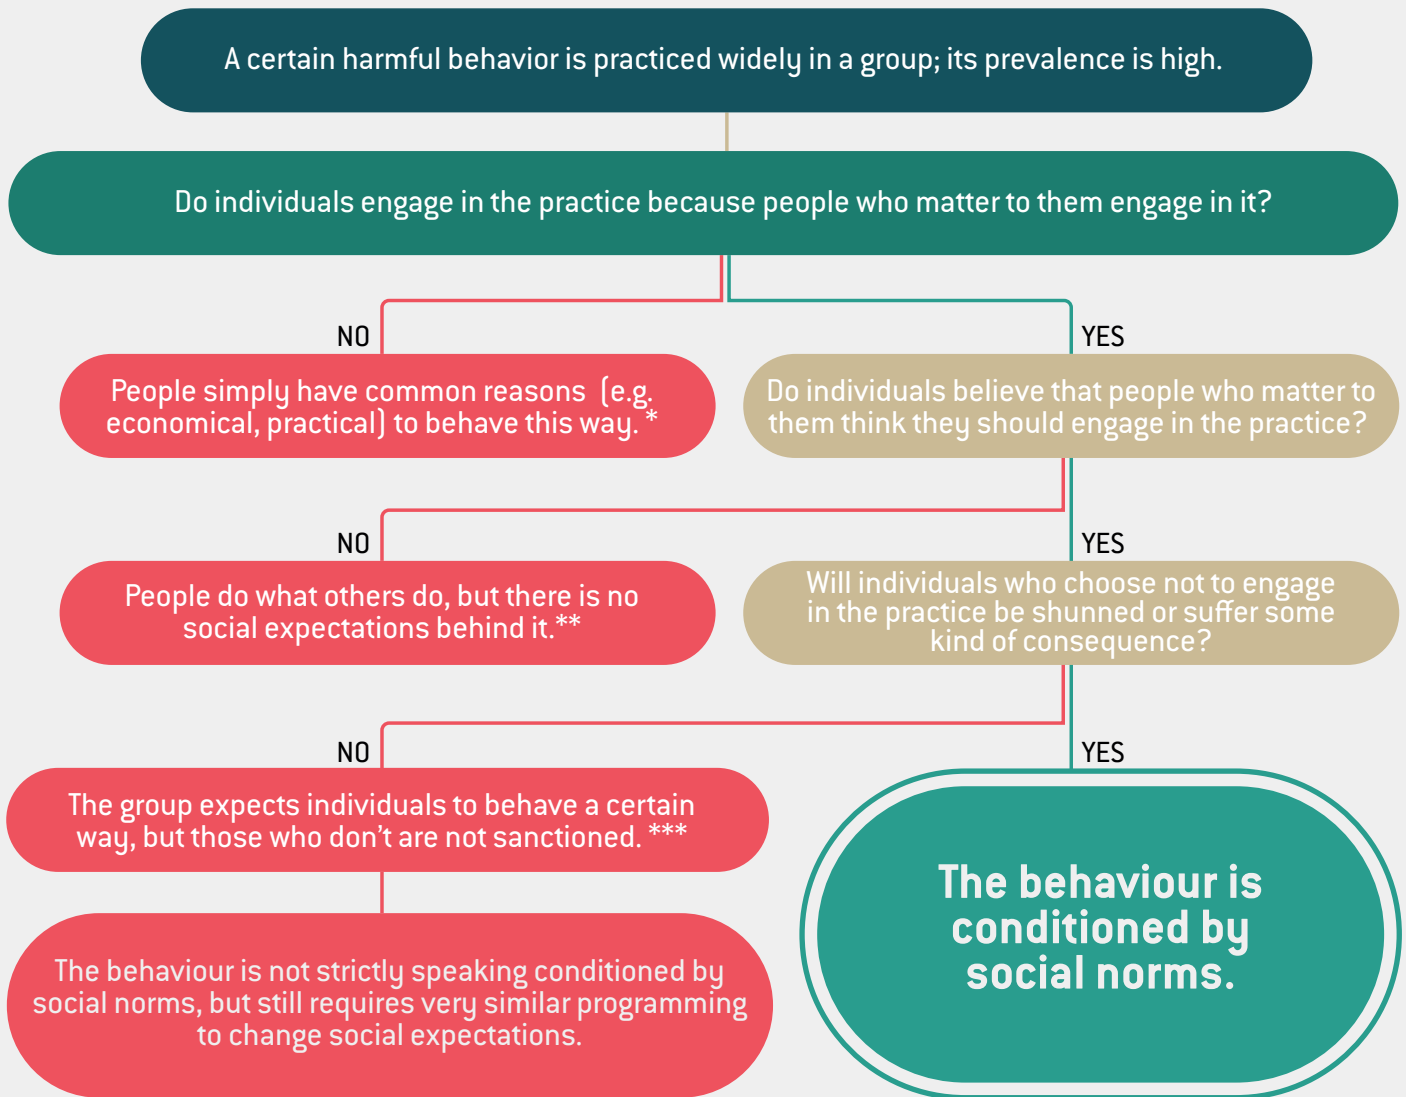 A certain harmful behavior is practiced widely in a group; its prevalence is high.
Do individuals engage in the practice because people who matter to them engage in it?
NO
YES
People simply have common reasons (e.g.
economical, practical) to behave this way. *
Do individuals believe that people who matter to
them think they should engage in the practice?
NO
YES
People do what others do, but there is no
social expectations behind it.**
Will individuals who choose not to engage
in the practice be shunned or suffer some
kind of consequence?
NO
YES
The group expects individuals to behave a certain
way, but those who don't are not sanctioned. ***
The behaviour is not strictly speaking conditioned by
social norms, but still requires very similar programming
to change social expectations.
The behaviour is
conditioned by
social norms.